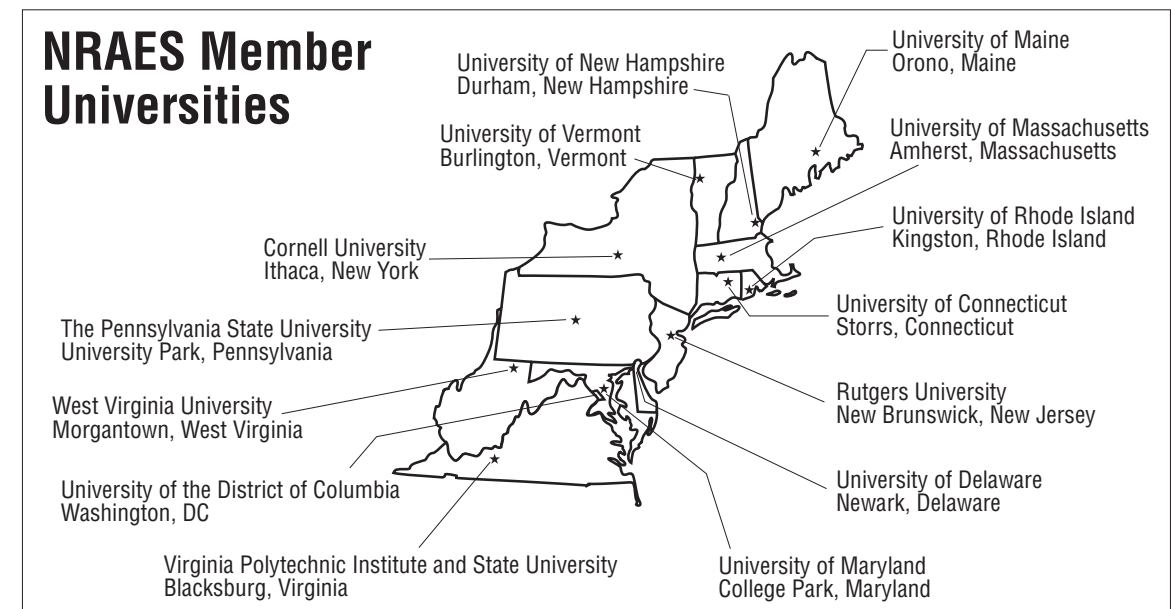 NRAES Member
Universities
University of New Hampshire
Durham, New Hampshire
University of Maine
Orono, Maine
University of Vermont
Burlington, Vermont
University of Massachusetts
Amherst, Massachusetts
Cornell University
Ithaca, New York
University of Rhode Island
Kingston, Rhode Island
The Pennsylvania State University
University Park, Pennsylvania
University of Connecticut
Storrs, Connecticut
West Virginia University
Morgantown, West Virginia
Rutgers University
New Brunswick, New Jersey
University of the District of Columbia
Washington, DC
University of Delaware
Newark, Delaware
Virginia Polytechnic Institute and State University
Blacksburg, Virginia
University of Maryland
College Park, Maryland